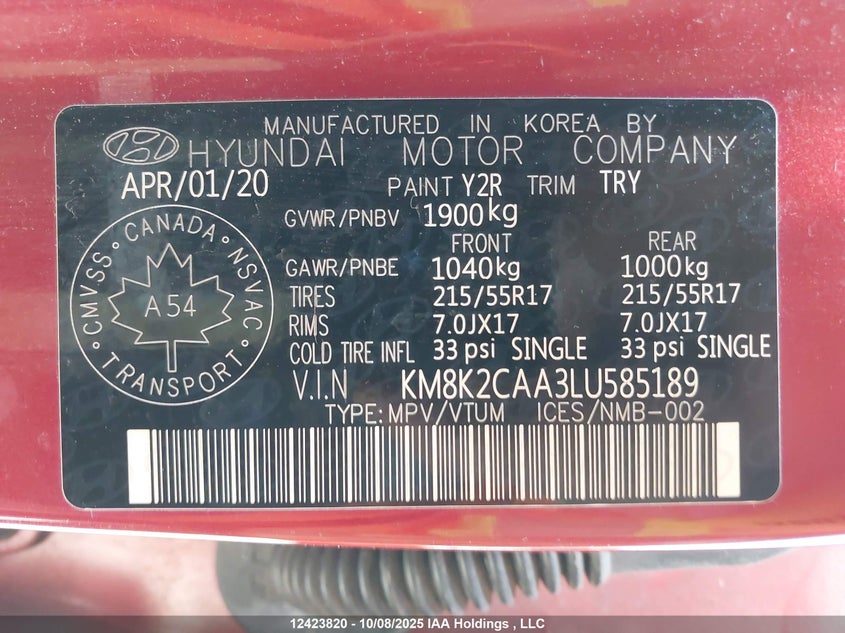 MANUFACTURED IN KOREA BY
HYUNDAI MOTOR COMPANY
APR/01/20 PAINT Y2R TRIM TRY
GVWR/PNBV 1900kg
FRONT REAR
GAWR/PNBE 1040kg 1000kg
TIRES 215/55R17 215/55R17
RIMS 7.0JX17 7.0JX17
COLD TIRE INFL 33 psi SINGLE 33 psi SINGLE
V.I.N KM8K2CAA3LU585189
TYPE:MPV/VTUM ICES/NMB-002
CMVSS • CANADA • NSVAC
A54
TRANSPORT
12423820 - 10/08/2025 IAA Holdings , LLC